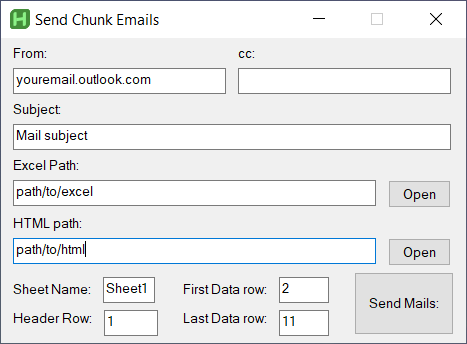 H Send Chunk Emails
From: cc:
youremail.outlook.com
Subject:
Mail subject
Excel Path:
path/to/excel Open
HTML path:
path/to/html Open
Sheet Name: Sheet1 First Data row: 2 Send Mails:
Header Row: 1 Last Data row: 11